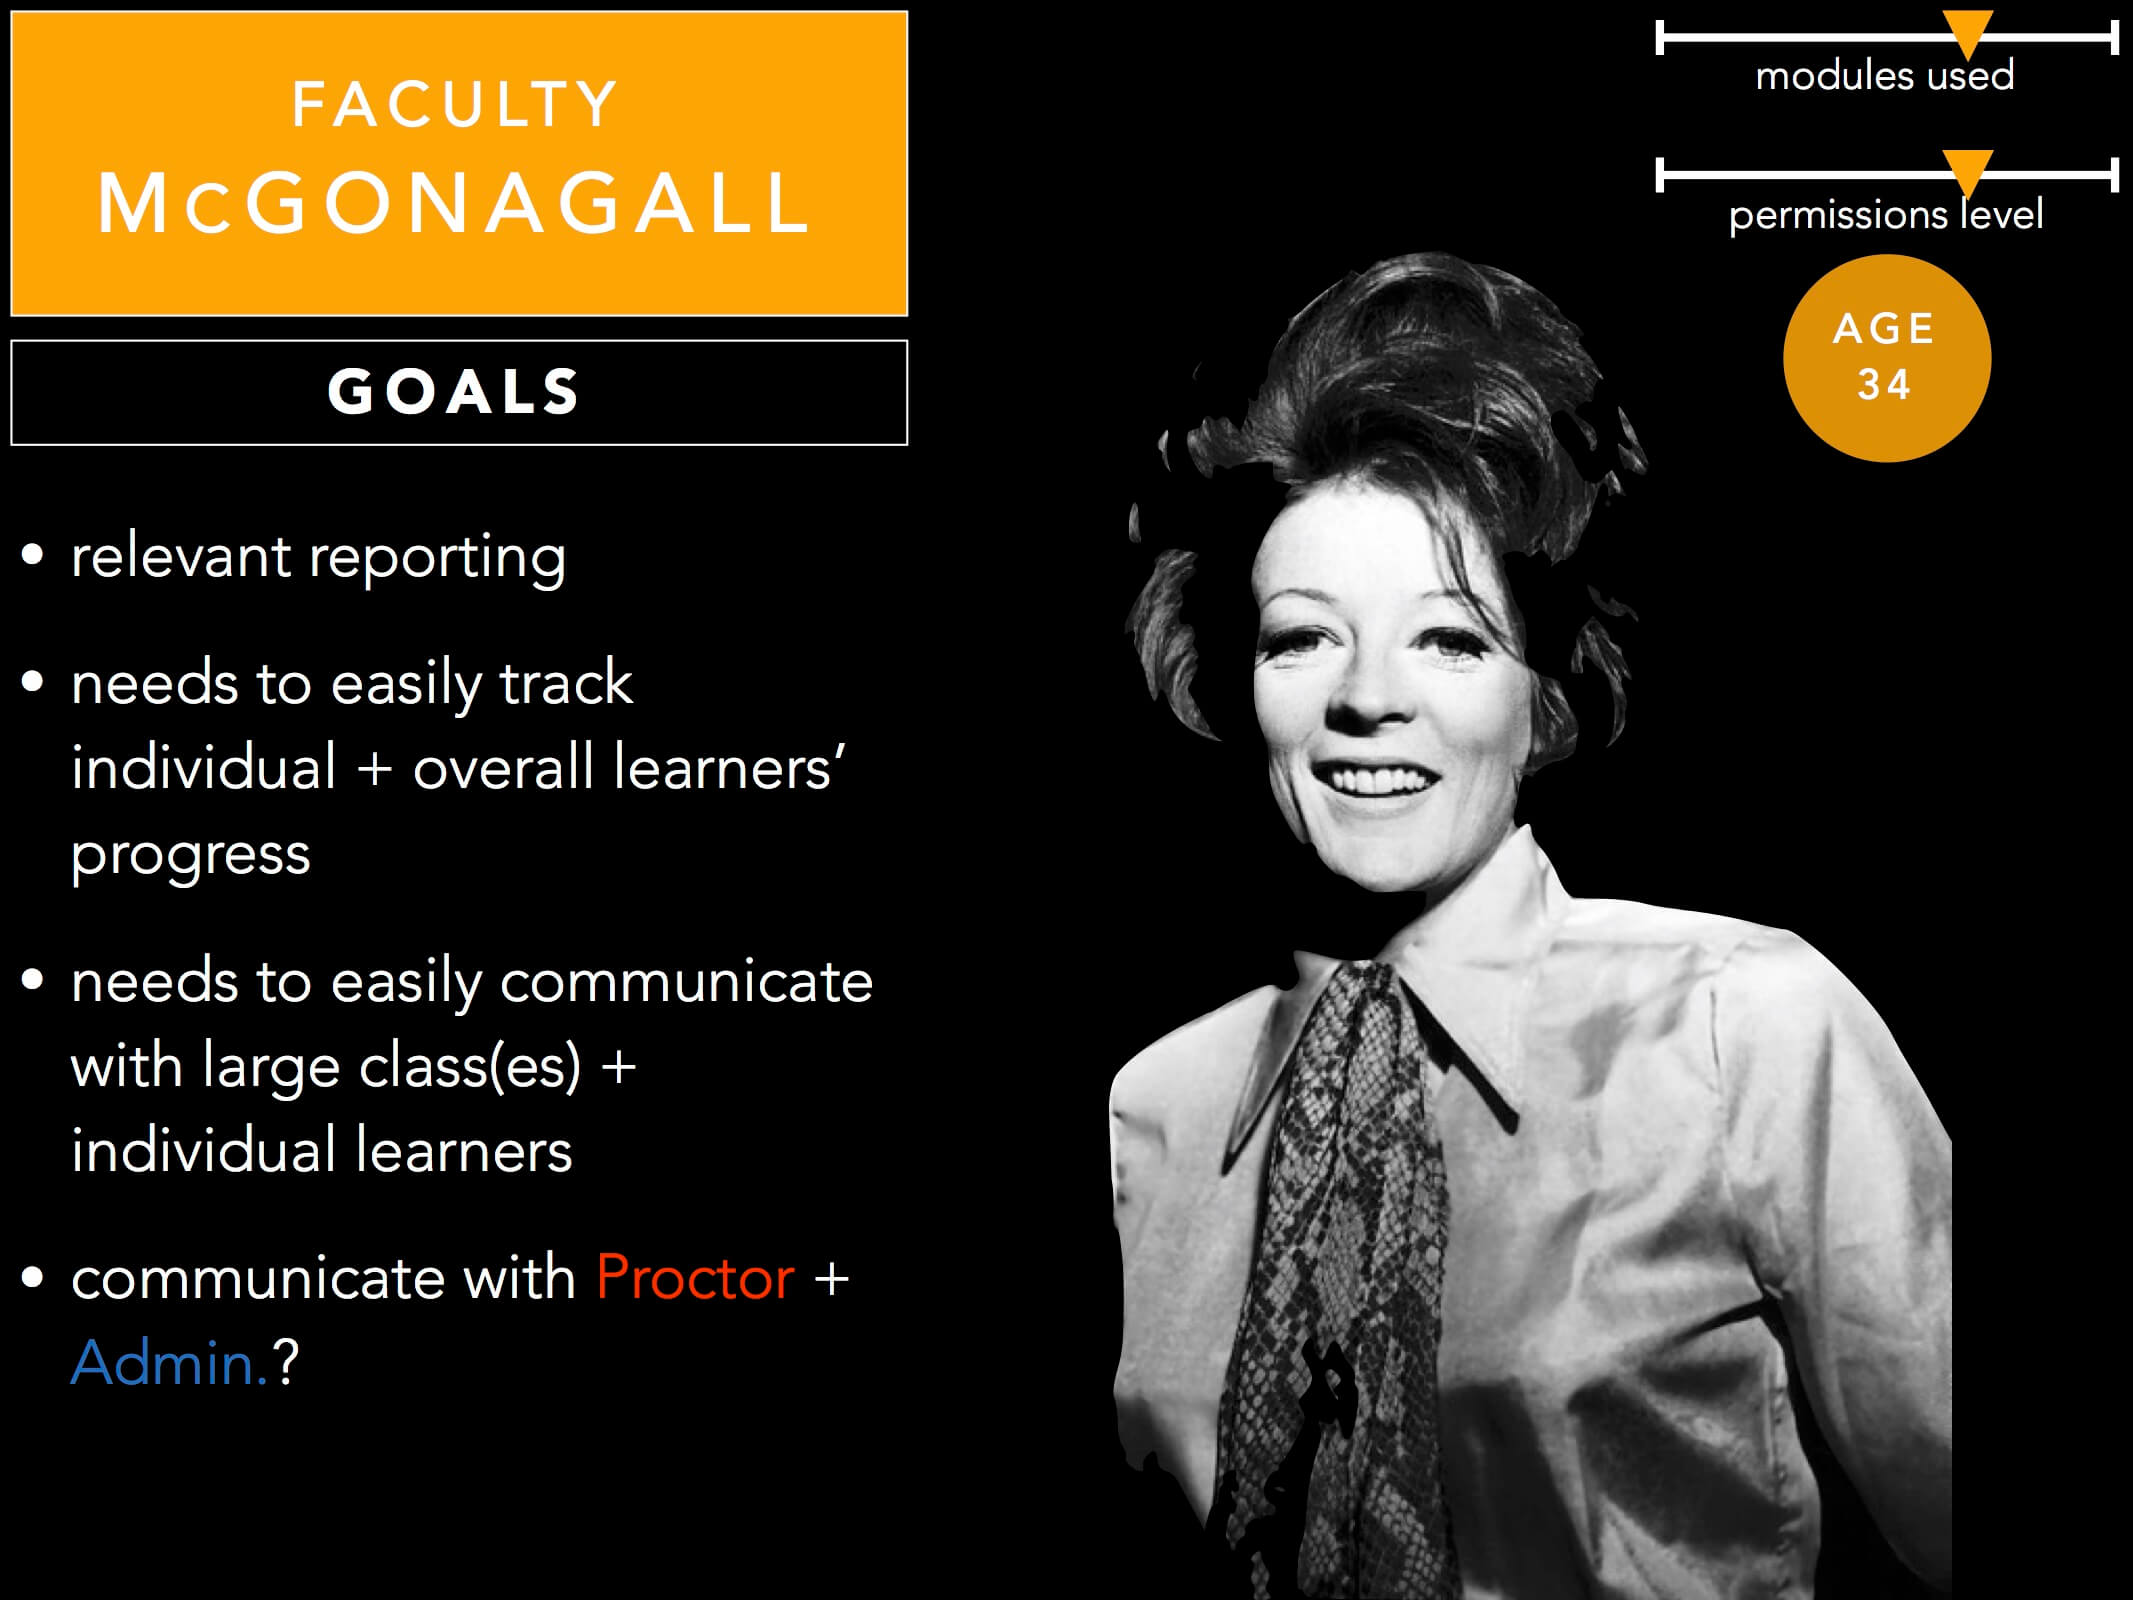 FACULTY
McGONAGALL
GOALS
• relevant reporting
• needs to easily track
individual + overall learners’
progress
• needs to easily communicate
with large class(es) +
individual learners
• communicate with Proctor +
Admin.?
modules used
permissions level
AGE
34